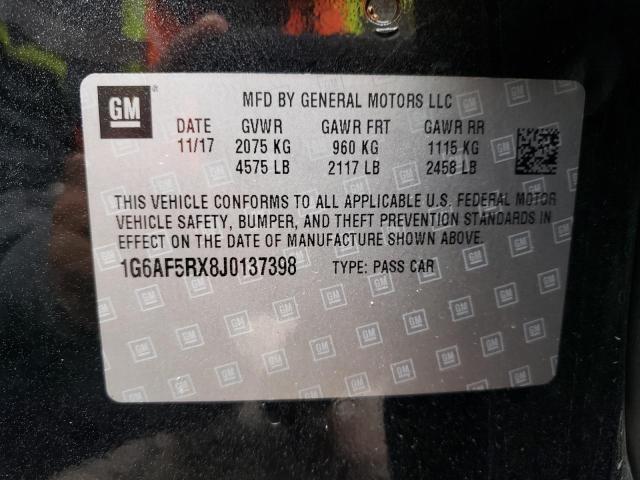 GM
MFD BY GENERAL MOTORS LLC
DATE GVWR GAWR FRT GAWR RR
11/17 2075 KG 960 KG 1115 KG
4575 LB 2117 LB 2458 LB
THIS VEHICLE CONFORMS TO ALL APPLICABLE U.S. FEDERAL MOTOR
VEHICLE SAFETY, BUMPER, AND THEFT PREVENTION STANDARDS IN
EFFECT ON THE DATE OF MANUFACTURE SHOWN ABOVE.
1G6AF5RX8J0137398 TYPE: PASS CAR